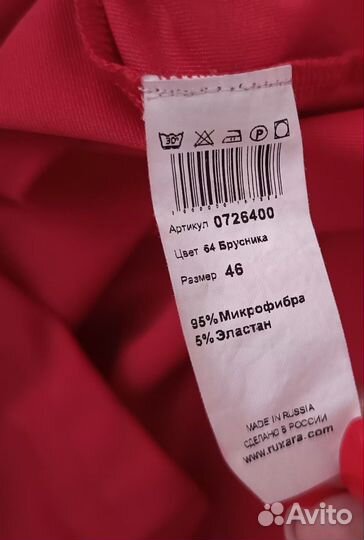 30°
P
Артикул 0726400
Цвет 64 Брусника
Размер 46
95% Микрофибра
5% Эластан
MADE IN RUSSIA
СДЕЛАНО В РОССИИ
www.ruxara.com
Avito